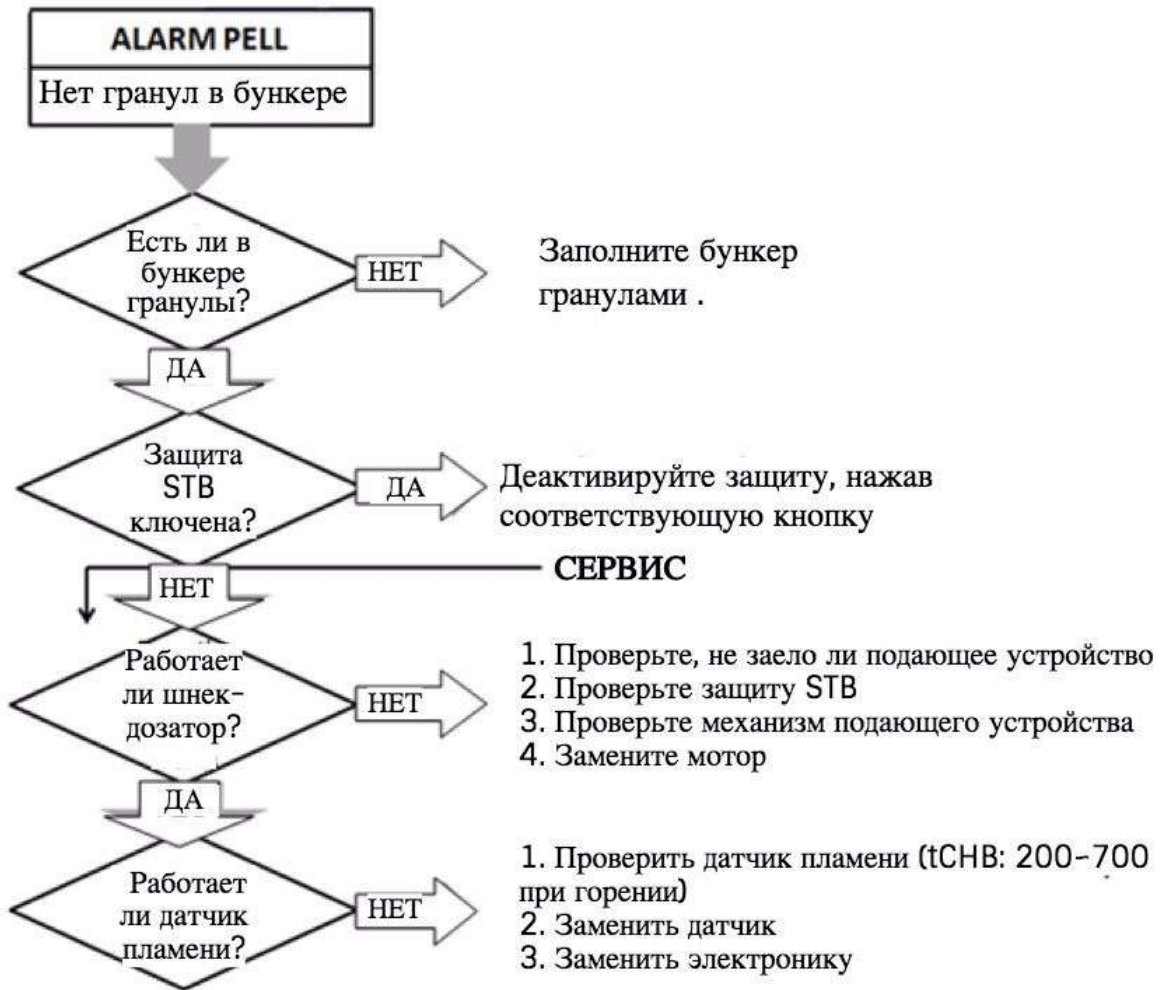 ALARM PELL
Нет гранул в бункере
Есть ли в
бункере
гранулы?
НЕТ
Заполните бункер
гранулами .
ДА
Защита
STB
ключена?
ДА
Деактивируйте защиту, нажав
соответствующую кнопку
СЕРВИС
НЕТ
Работает
ли шнек-
дозатор?
НЕТ
1. Проверьте, не заело ли подающее устройство
2. Проверьте защиту STB
3. Проверьте механизм подающего устройства
4. Замените мотор
ДА
Работает
ли датчик
пламени?
НЕТ
1. Проверить датчик пламени (tCHB: 200-700
при горении)
2. Заменить датчик
3. Заменить электронику